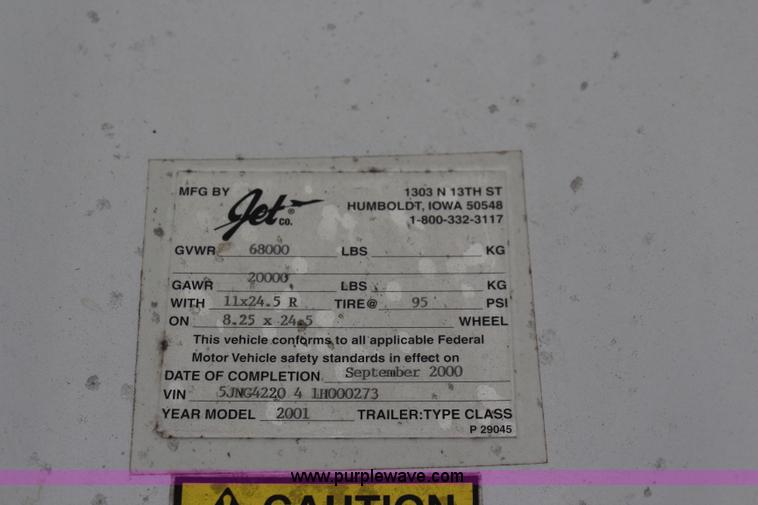 MFG BY Jet® CO. 1303 N 13TH ST
HUMBOLDT, IOWA 50548
1-800-332-3117
GVWR 68000 LBS KG
GAWR 20000 LBS KG
WITH 11x24.5 R TIRE@ 95 PSI
ON 8.25 x 24.5 WHEEL
This vehicle conforms to all applicable Federal
Motor Vehicle safety standards in effect on
DATE OF COMPLETION September 2000
VIN 5JNG4220 4 1H000273
YEAR MODEL 2001 TRAILER:TYPE CLASS
P 29045
www.purplewave.com
CAUTION